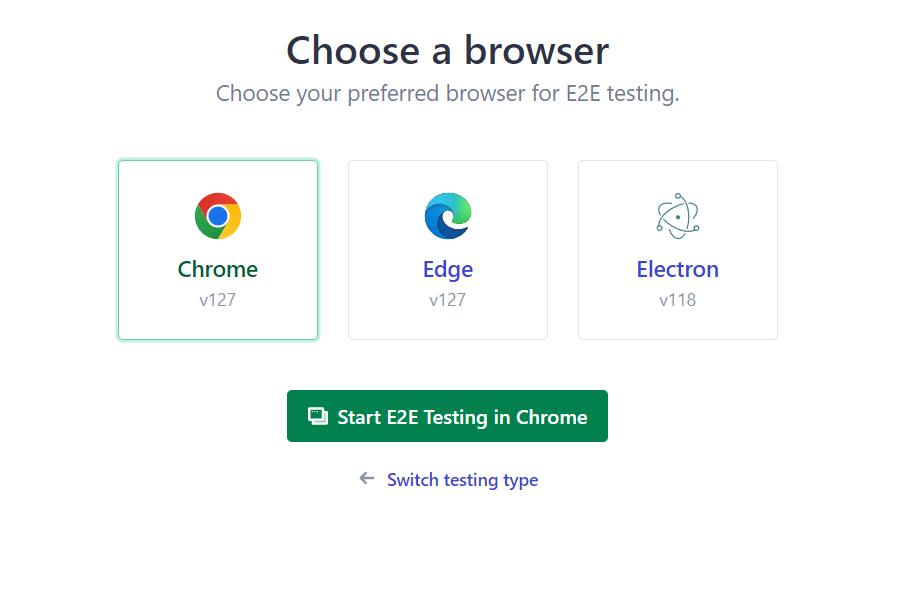 Choose a browser
Choose your preferred browser for E2E testing.
Chrome
v127
Edge
v127
Electron
v118
Start E2E Testing in Chrome
Switch testing type